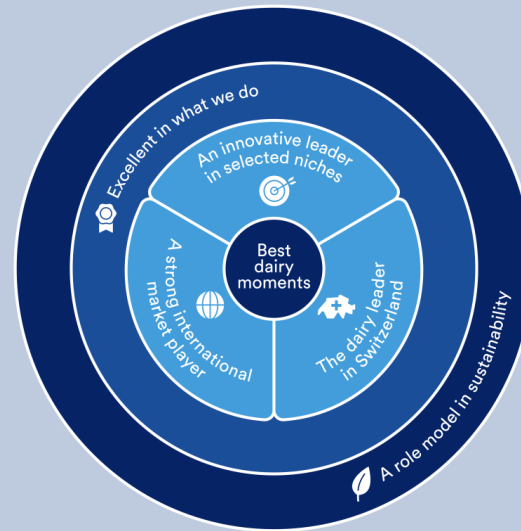 Excellent in what we do
An innovative leader
in selected niches
Best
dairy
moments
A strong international
market player
The dairy leader
in Switzerland
A role model in sustainability